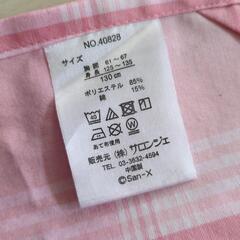 NO.40828
サイズ
胸囲 61～67
身長 125～135
130㎝
ポリエステル 85%
綿 15%
40
あて布使用
販売元 (株) サロンジェ
03-3632-4594
中国製
©San-X